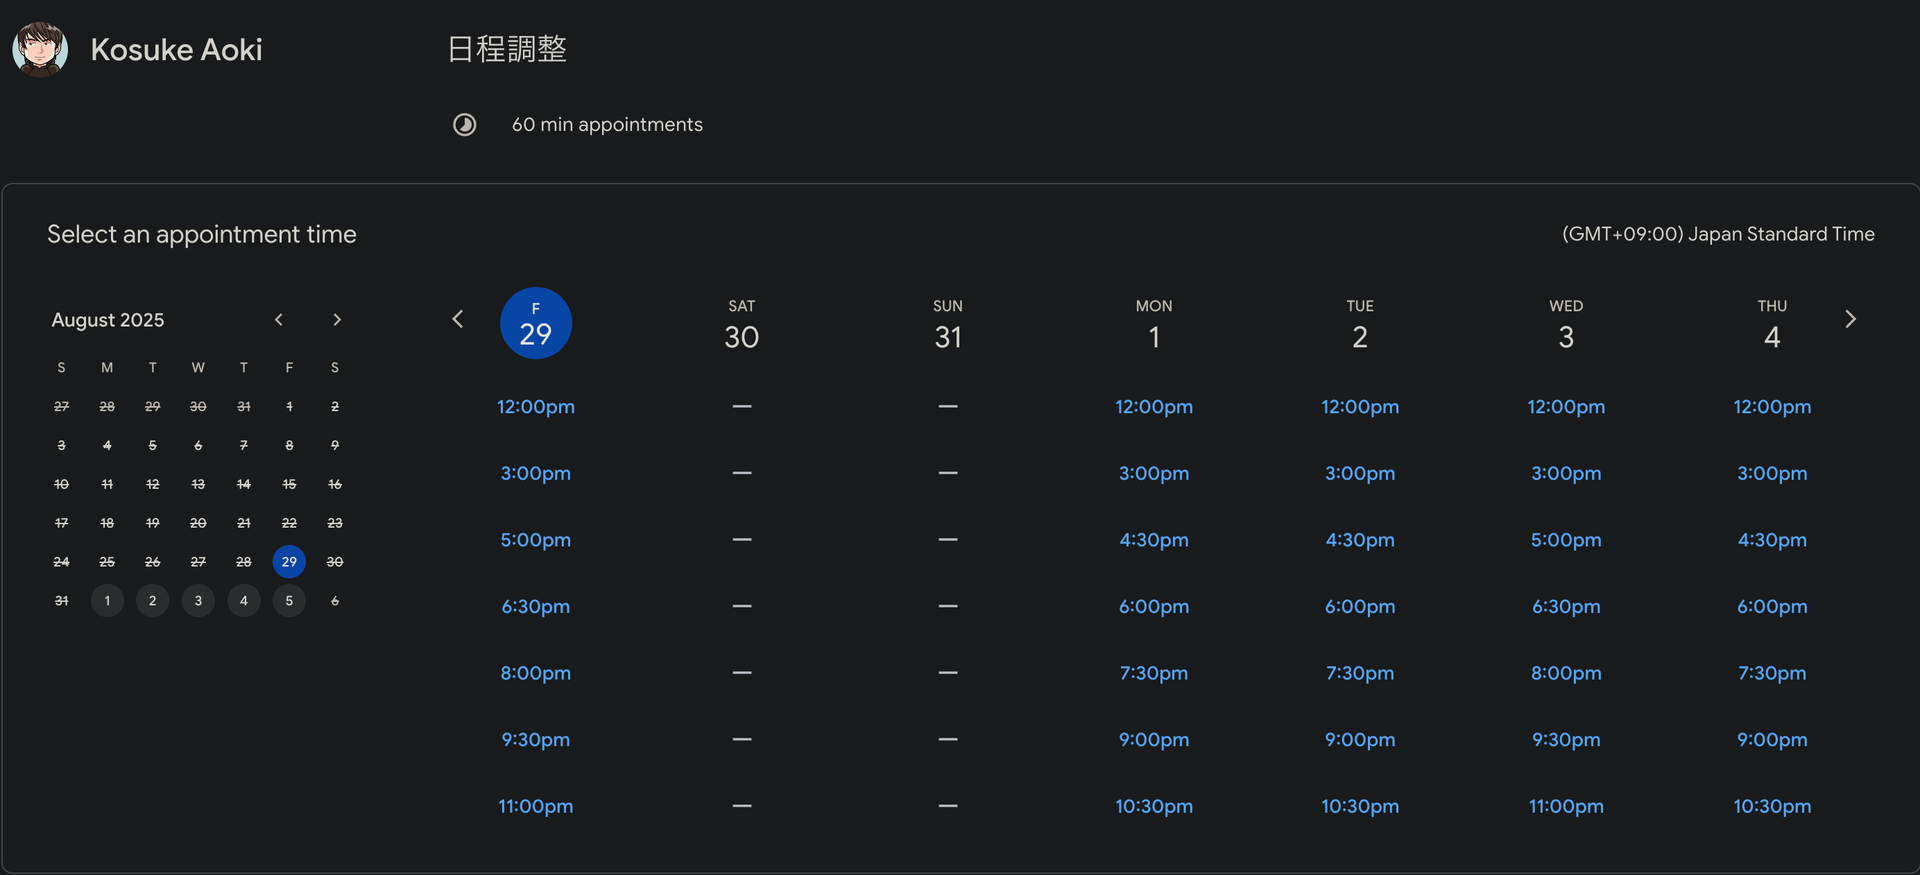 Kosuke Aoki
日程調整
60 min appointments
Select an appointment time
(GMT+09:00) Japan Standard Time
August 2025
S M T W T F S
27 28 29 30 31 1 2
3 4 5 6 7 8 9
10 11 12 13 14 15 16
17 18 19 20 21 22 23
24 25 26 27 28 29 30
31 1 2 3 4 5 6
F SAT SUN MON TUE WED THU
29 30 31 1 2 3 4
12:00pm — — 12:00pm 12:00pm 12:00pm 12:00pm
3:00pm — — 3:00pm 3:00pm 3:00pm 3:00pm
5:00pm — — 4:30pm 4:30pm 5:00pm 4:30pm
6:30pm — — 6:00pm 6:00pm 6:30pm 6:00pm
8:00pm — — 7:30pm 7:30pm 8:00pm 7:30pm
9:30pm — — 9:00pm 9:00pm 9:30pm 9:00pm
11:00pm — — 10:30pm 10:30pm 11:00pm 10:30pm